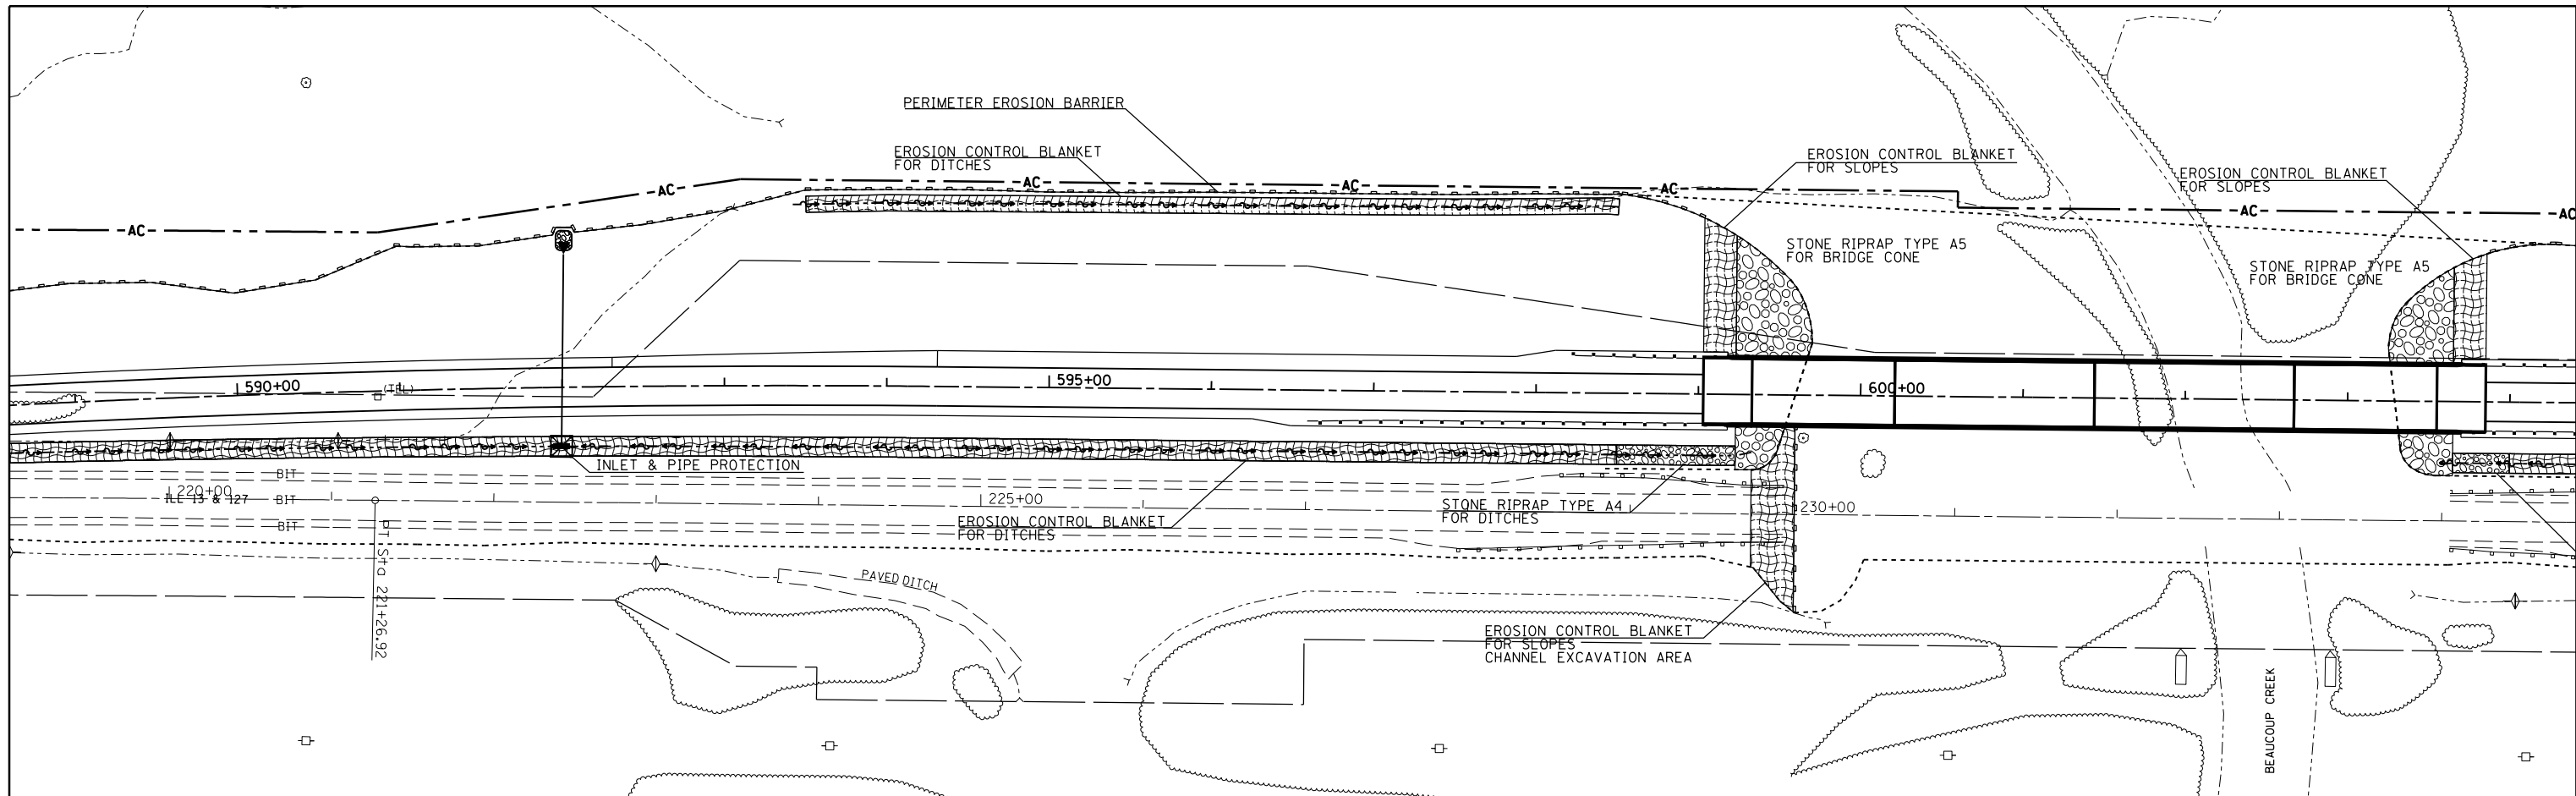 PERIMETER EROSION BARRIER
EROSION CONTROL BLANKET
FOR DITCHES
EROSION CONTROL BLANKET
FOR SLOPES
EROSION CONTROL BLANKET
FOR SLOPES
AC
AC
AC
AC
AC
AC
AC
STONE RIPRAP TYPE A5
FOR BRIDGE CONE
STONE RIPRAP TYPE A5
FOR BRIDGE CONE
590+00
(TEL)
595+00
600+00
INLET & PIPE PROTECTION
BIT
220+00
ILL 13 & 127
BIT
225+00
STONE RIPRAP TYPE A4
FOR DITCHES
230+00
BIT
EROSION CONTROL BLANKET
FOR DITCHES
PT Sta 221+26.92
PAVED DITCH
EROSION CONTROL BLANKET
FOR SLOPES
CHANNEL EXCAVATION AREA
BEAUCOUP CREEK